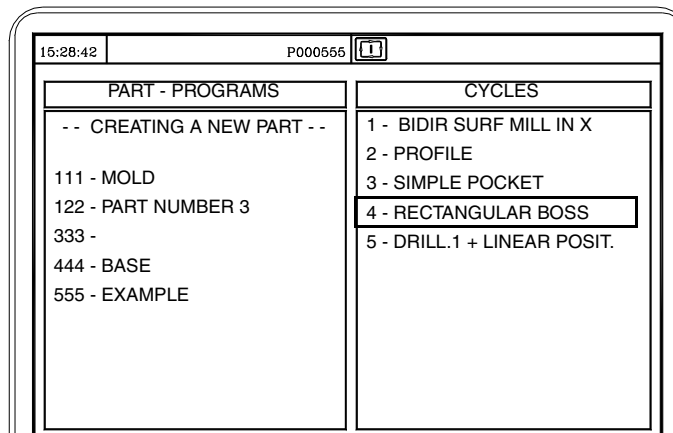 15:28:42 P000555
PART - PROGRAMS
- - CREATING A NEW PART - -
111 - MOLD
122 - PART NUMBER 3
333 -
444 - BASE
555 - EXAMPLE
CYCLES
1 - BIDIR SURF MILL IN X
2 - PROFILE
3 - SIMPLE POCKET
4 - RECTANGULAR BOSS
5 - DRILL.1 + LINEAR POSIT.